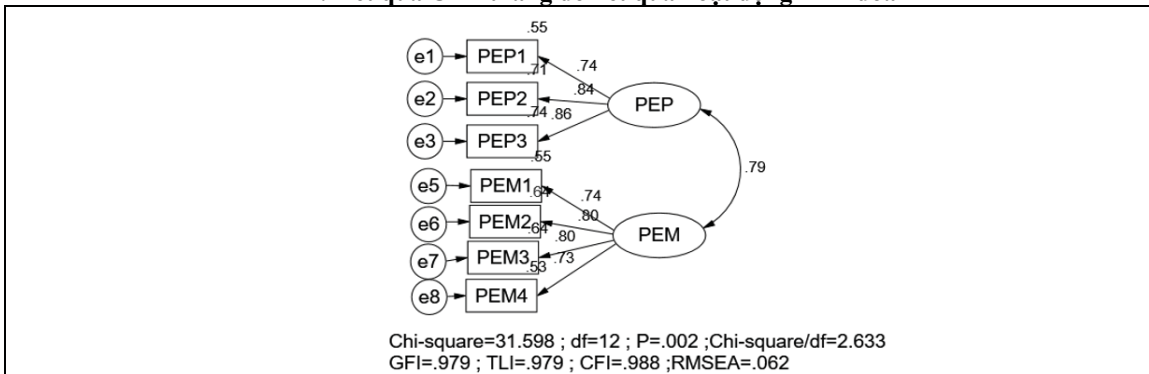 .55
e1 PEP1 .74
.71
e2 PEP2 .84 PEP
.74 .86
e3 PEP3
.55
.79
e5 PEM1 .74
.64
e6 PEM2 .80 PEM
.64 .80
e7 PEM3
.53 .73
e8 PEM4
Chi-square=31.598 ; df=12 ; P=.002 ;Chi-square/df=2.633
GFI=.979 ; TLI=.979 ; CFI=.988 ;RMSEA=.062